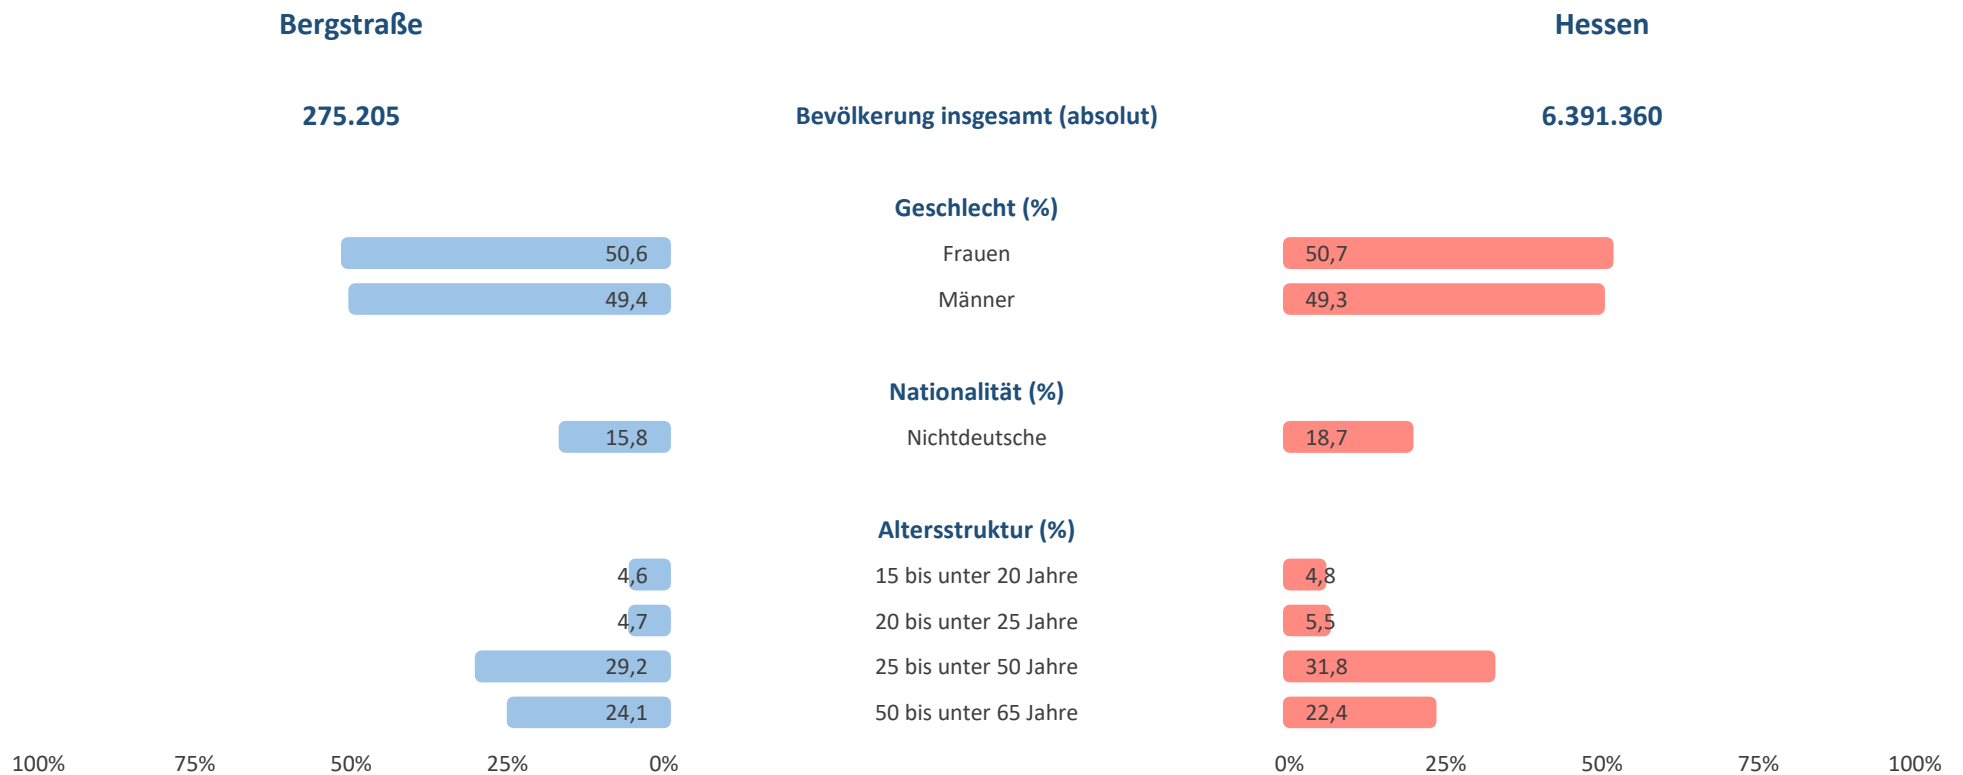 Bergstraße Hessen
275.205 Bevölkerung insgesamt (absolut) 6.391.360
Geschlecht (%)
50,6 Frauen 50,7
49,4 Männer 49,3
Nationalität (%)
15,8 Nichtdeutsche 18,7
Altersstruktur (%)
4,6 15 bis unter 20 Jahre 4,8
4,7 20 bis unter 25 Jahre 5,5
29,2 25 bis unter 50 Jahre 31,8
24,1 50 bis unter 65 Jahre 22,4
100% 75% 50% 25% 0% 0% 25% 50% 75% 100%